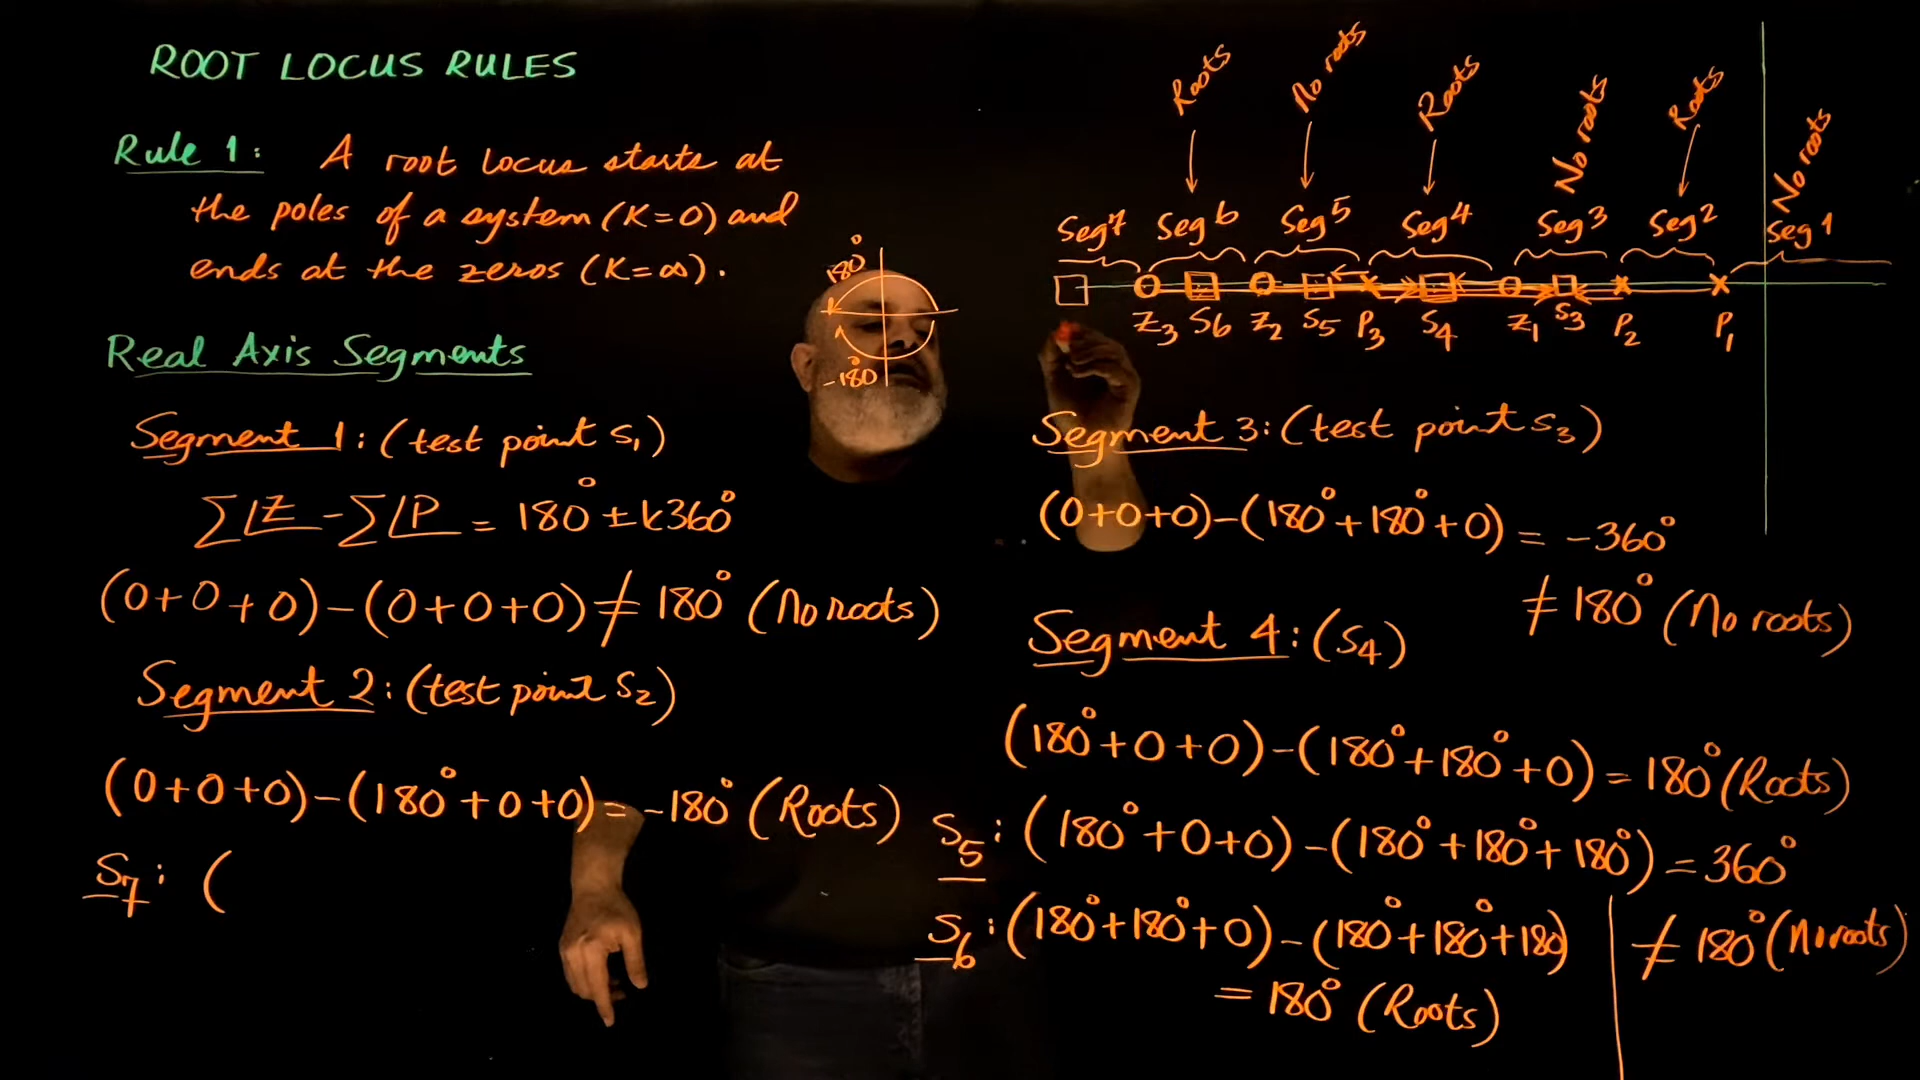 ROOT LOCUS RULES
Rule 1: A root locus starts at
the poles of a system (K=0) and
ends at the zeros (K=∞).
Real Axis Segments
Segment 1: (test point S₁)
Σ∠Z - Σ∠P = 180° ± K360°
(0+0+0)-(0+0+0) ≠ 180° (No roots)
Segment 2: (test point S₂)
(0+0+0)-(180°+0+0) = -180° (Roots)
S₇: (
180°
-180°
Roots No roots Roots No roots Roots No roots
Seg7 Seg6 Seg5 Seg4 Seg3 Seg2 Seg1
Z₃ S₆ Z₂ S₅ P₃ S₄ Z₁ S₃ P₂ P₁
Segment 3: (test point S₃)
(0+0+0)-(180°+180°+0) = -360°
≠ 180° (No roots)
Segment 4: (S₄)
(180°+0+0)-(180°+180°+0) = 180° (Roots)
S₅: (180°+0+0)-(180°+180°+180°) = 360°
≠ 180° (No roots)
S₆: (180°+180°+0)-(180°+180°+180)
= 180° (Roots)